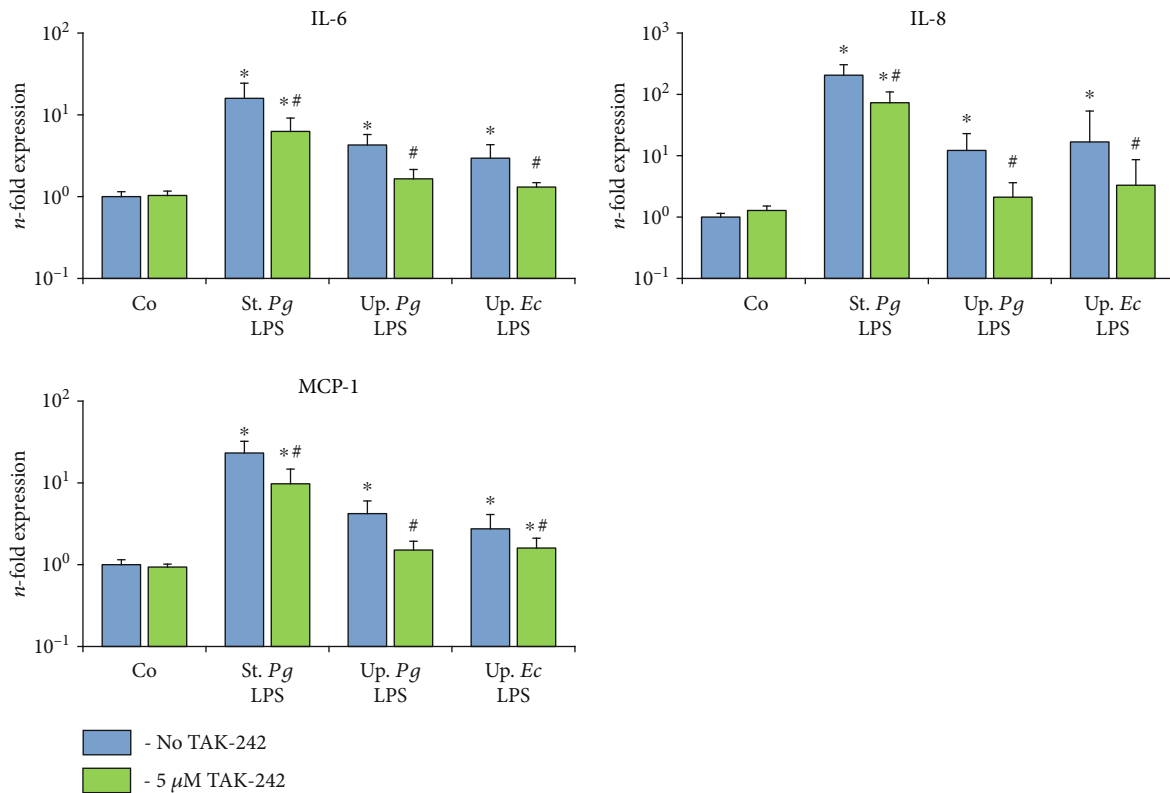 IL-6
n-fold expression
10²
10¹
10⁰
10⁻¹
*
*#
*
#
*
#
Co
St. Pg LPS
Up. Pg LPS
Up. Ec LPS
IL-8
n-fold expression
10³
10²
10¹
10⁰
10⁻¹
*
*#
*
#
*
#
Co
St. Pg LPS
Up. Pg LPS
Up. Ec LPS
MCP-1
n-fold expression
10²
10¹
10⁰
10⁻¹
*
*#
*
#
*
*#
Co
St. Pg LPS
Up. Pg LPS
Up. Ec LPS
- No TAK-242
- 5 μM TAK-242